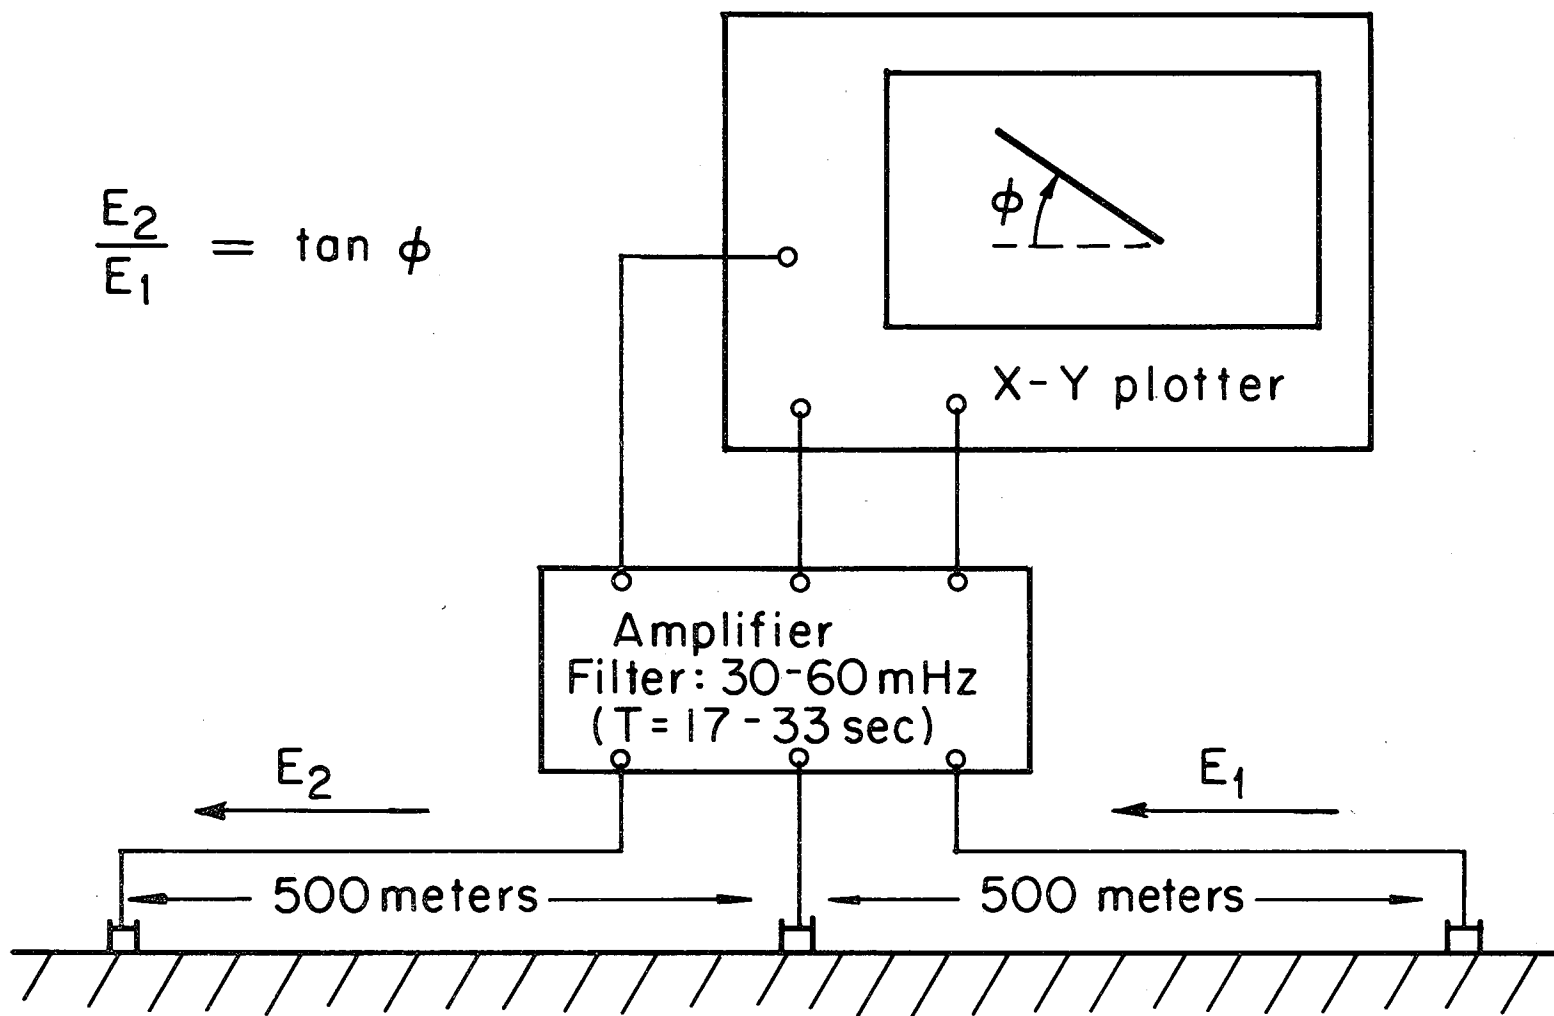 E2
E1
= tan ϕ
ϕ
X-Y plotter
Amplifier
Filter: 30-60 mHz
(T= 17-33 sec)
E2
E1
500 meters
500 meters